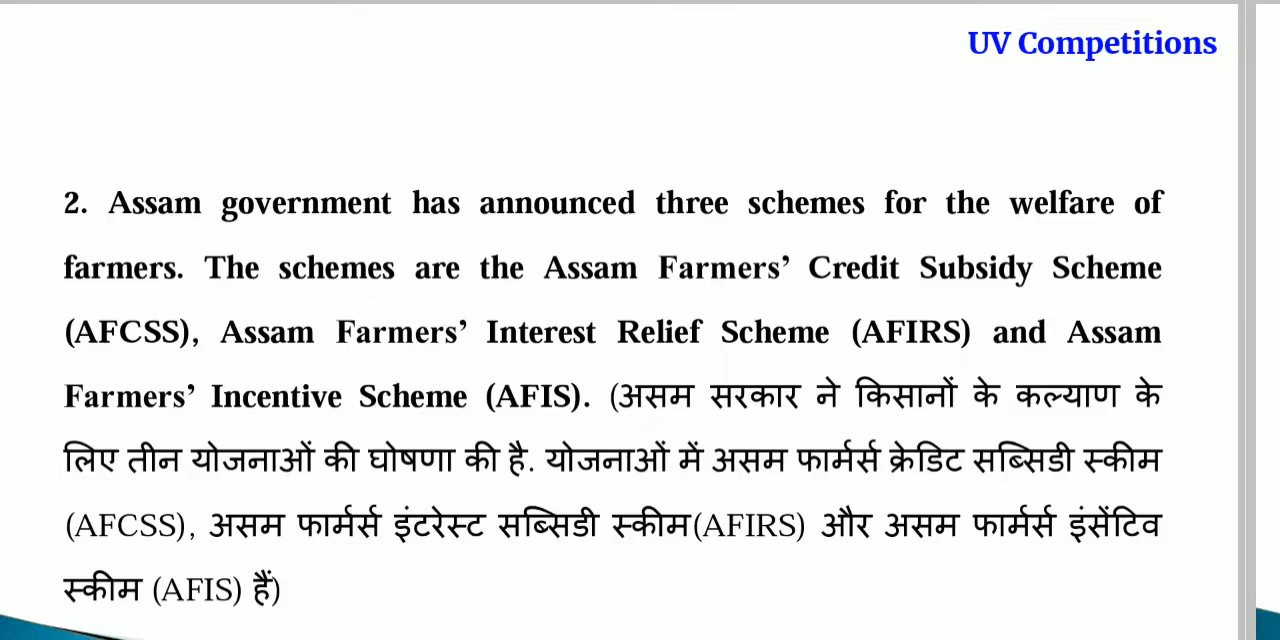 UV Competitions
2. Assam government has announced three schemes for the welfare of
farmers. The schemes are the Assam Farmers’ Credit Subsidy Scheme
(AFCSS), Assam Farmers’ Interest Relief Scheme (AFIRS) and Assam
Farmers’ Incentive Scheme (AFIS). (असम सरकार ने किसानों के कल्याण के
लिए तीन योजनाओं की घोषणा की है. योजनाओं में असम फार्मर्स क्रेडिट सब्सिडी स्कीम
(AFCSS), असम फार्मर्स इंटरेस्ट सब्सिडी स्कीम(AFIRS) और असम फार्मर्स इंसेंटिव
स्कीम (AFIS) हैं)